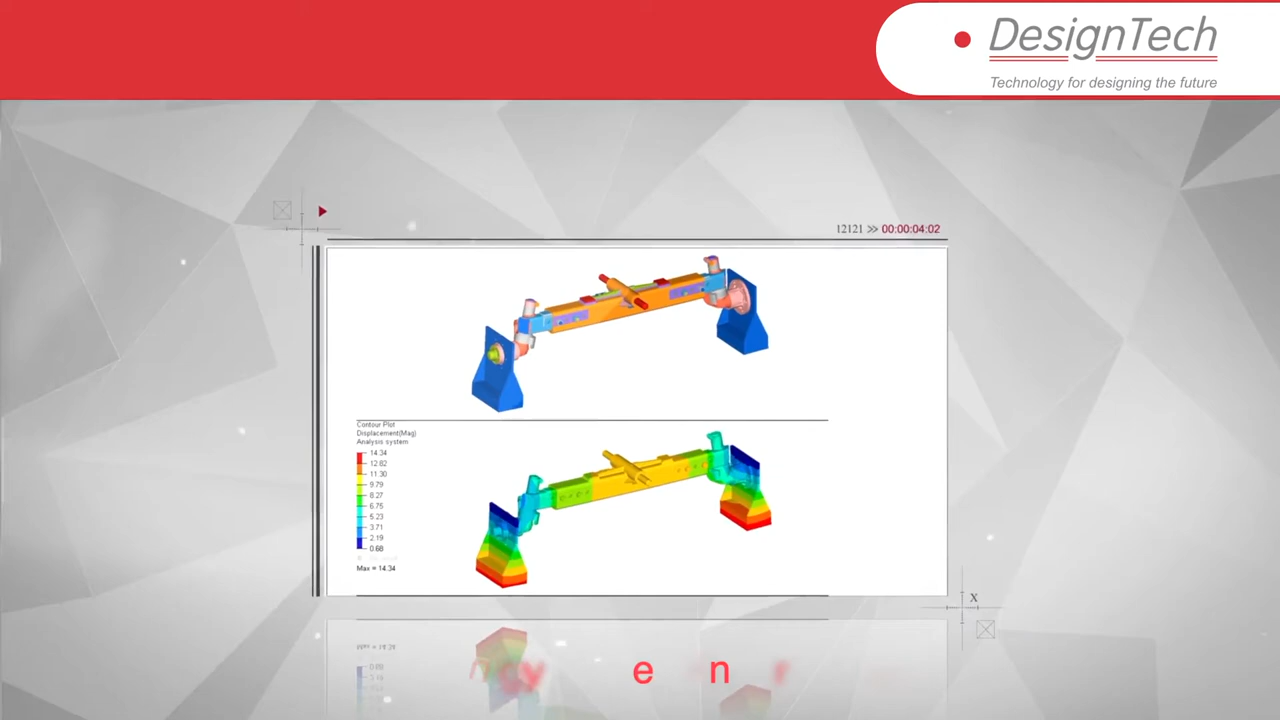 DesignTech
Technology for designing the future
12121 >> 00:00:04:02
Contour Plot
Displacement(Mag)
Analysis system
14.34
12.82
11.30
9.79
8.27
6.75
5.23
3.71
2.19
0.68
Max = 14.34
X
e n